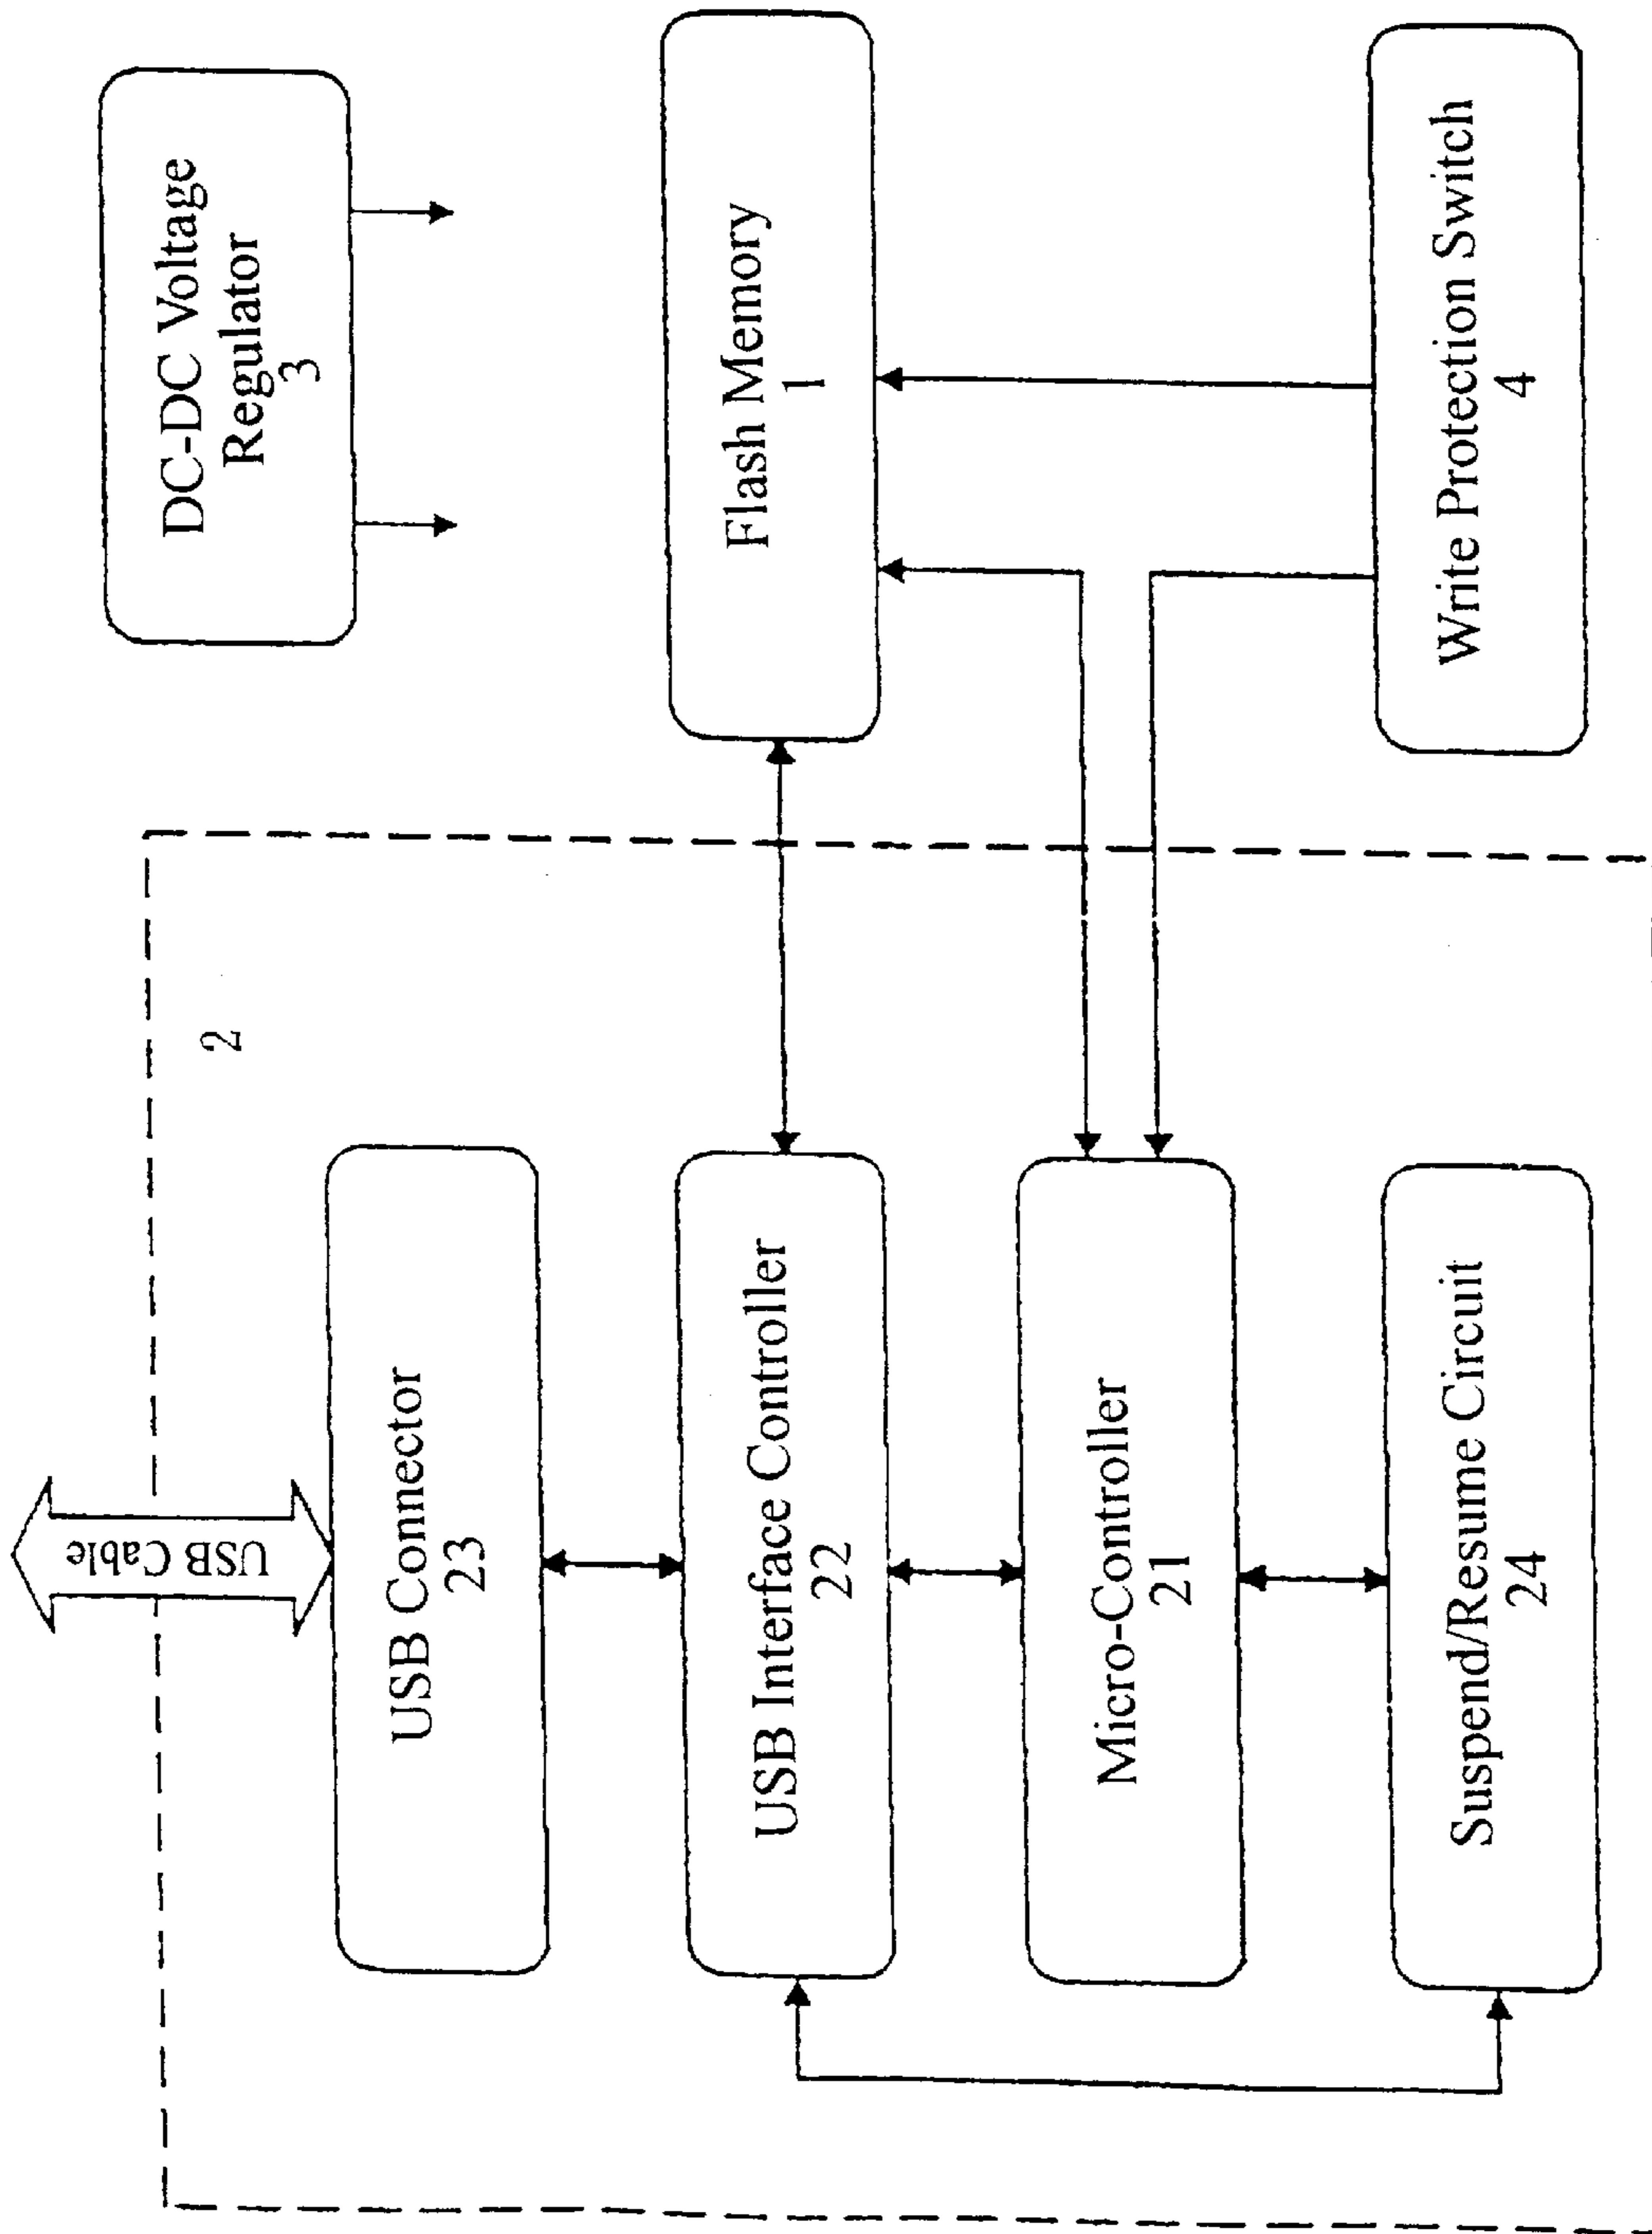 USB Cable
2
USB Connector
23
USB Interface Controller
22
Micro-Controller
21
Suspend/Resume Circuit
24
DC-DC Voltage
Regulator
3
Flash Memory
1
Write Protection Switch
4